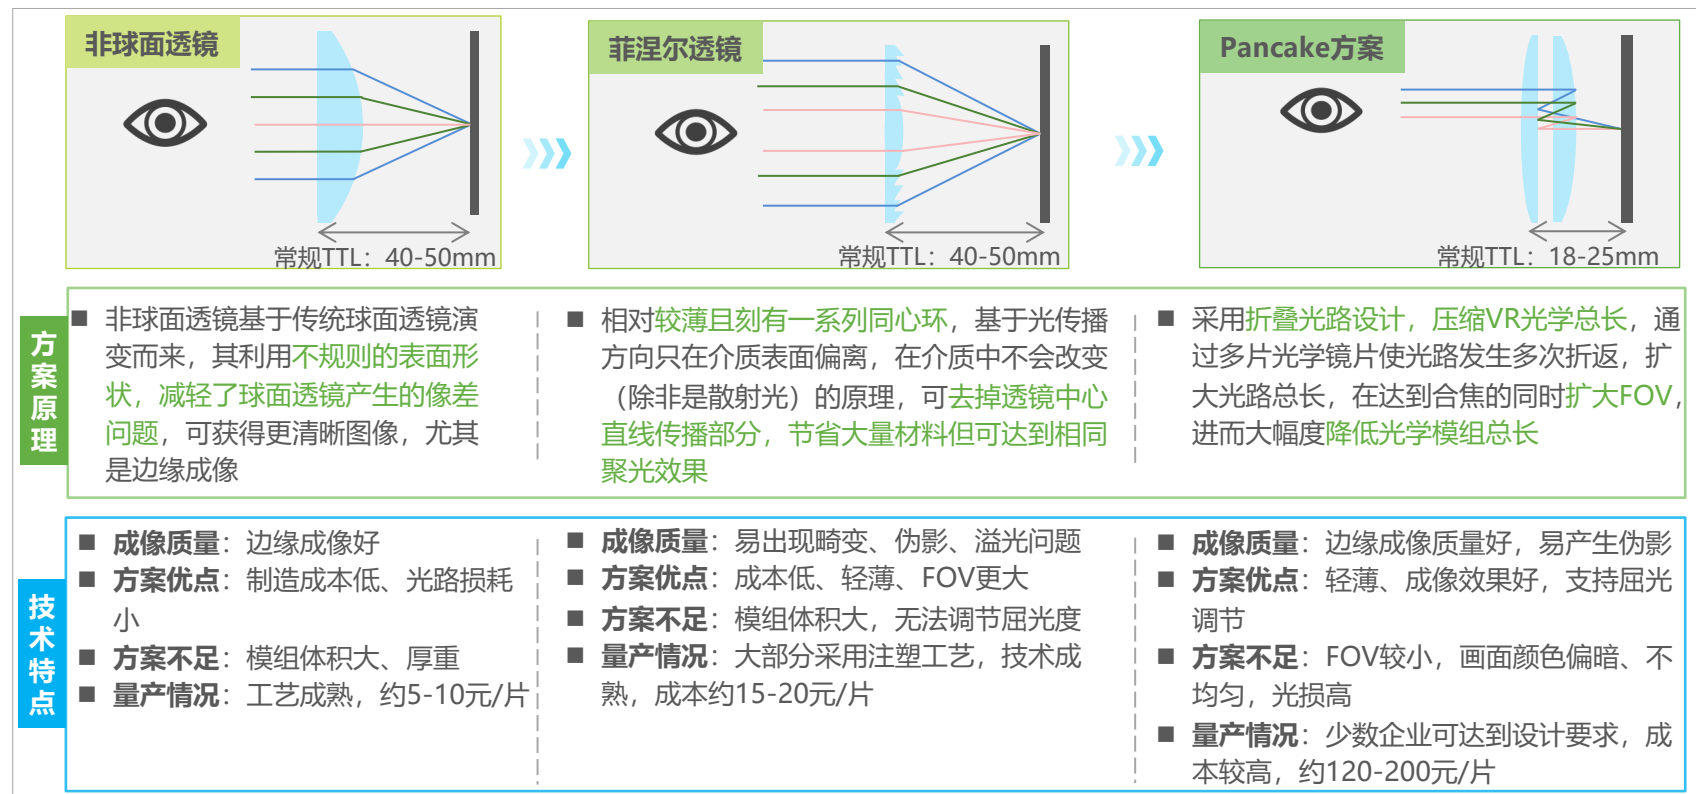 非球面透镜
常规TTL：40-50mm
菲涅尔透镜
常规TTL：40-50mm
Pancake方案
常规TTL：18-25mm
方案原理
■ 非球面透镜基于传统球面透镜演
变而来，其利用不规则的表面形
状，减轻了球面透镜产生的像差
问题，可获得更清晰图像，尤其
是边缘成像
■ 相对较薄且刻有一系列同心环，基于光传播
方向只在介质表面偏离，在介质中不会改变
（除非是散射光）的原理，可去掉透镜中心
直线传播部分，节省大量材料但可达到相同
聚光效果
■ 采用折叠光路设计，压缩VR光学总长，通
过多片光学镜片使光路发生多次折返，扩
大光路总长，在达到合焦的同时扩大FOV，
进而大幅度降低光学模组总长
技术特点
■ 成像质量：边缘成像好
■ 方案优点：制造成本低、光路损耗
小
■ 方案不足：模组体积大、厚重
■ 量产情况：工艺成熟，约5-10元/片
■ 成像质量：易出现畸变、伪影、溢光问题
■ 方案优点：成本低、轻薄、FOV更大
■ 方案不足：模组体积大，无法调节屈光度
■ 量产情况：大部分采用注塑工艺，技术成
熟，成本约15-20元/片
■ 成像质量：边缘成像质量好，易产生伪影
■ 方案优点：轻薄、成像效果好，支持屈光
调节
■ 方案不足：FOV较小，画面颜色偏暗、不
均匀，光损高
■ 量产情况：少数企业可达到设计要求，成
本较高，约120-200元/片